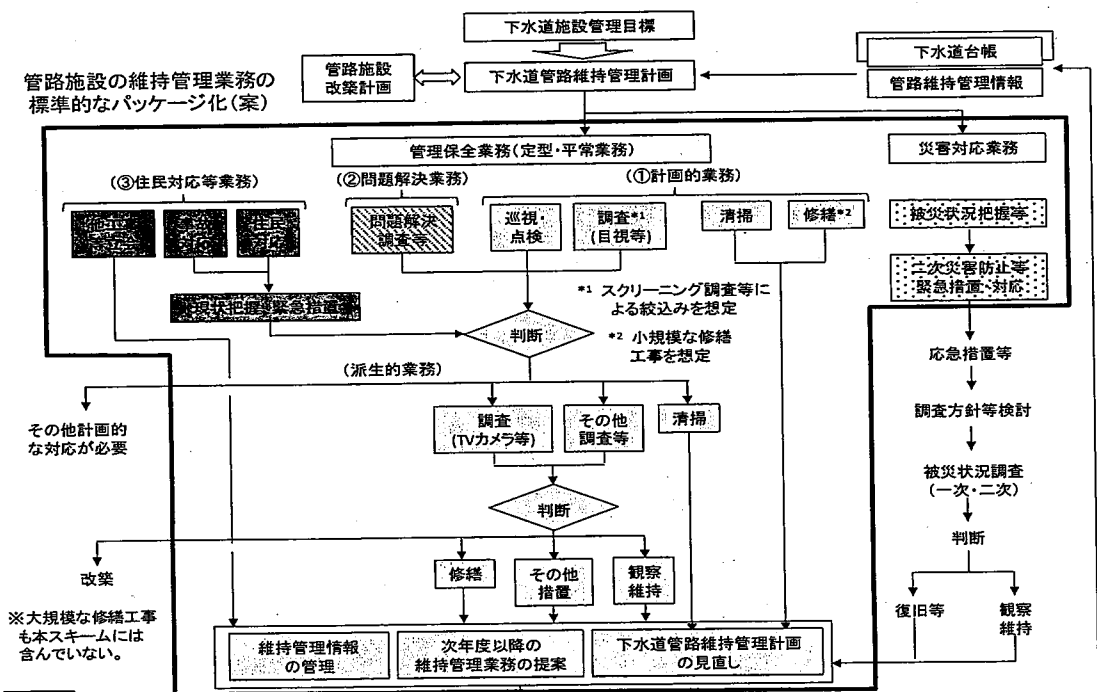 下水道施設管理目標
下水道台帳
管路施設
改築計画
下水道管路維持管理計画
管路維持管理情報
管路施設の維持管理業務の
標準的なパッケージ化(案)
管理保全業務(定型・平常業務)
災害対応業務
(③住民対応等業務)
(②問題解決業務)
(①計画的業務)
住民
対応
問題解決
調査等
巡視・
点検
調査*1
(目視等)
清掃
修繕*2
被災状況把握等
二次災害防止等
緊急措置・対応
現状把握・緊急措置等
*1 スクリーニング調査等に
よる絞込みを想定
判断
*2 小規模な修繕
工事を想定
応急措置等
(派生的業務)
その他計画的
な対応が必要
調査
(TVカメラ等)
その他
調査等
清掃
調査方針等検討
被災状況調査
(一次・二次)
判断
判断
改築
修繕
その他
措置
観察
維持
復旧等
観察
維持
※大規模な修繕工事
も本スキームには
含んでいない。
維持管理情報
の管理
次年度以降の
維持管理業務の提案
下水道管路維持管理計画
の見直し